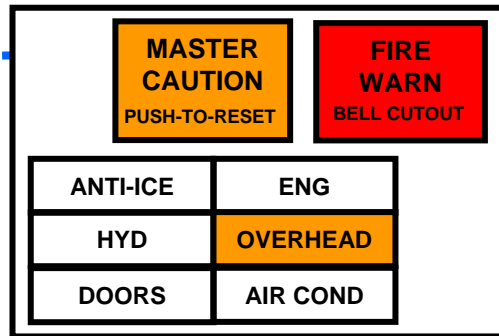 MASTER
CAUTION
PUSH-TO-RESET
FIRE
WARN
BELL CUTOUT
ANTI-ICE ENG
HYD OVERHEAD
DOORS AIR COND